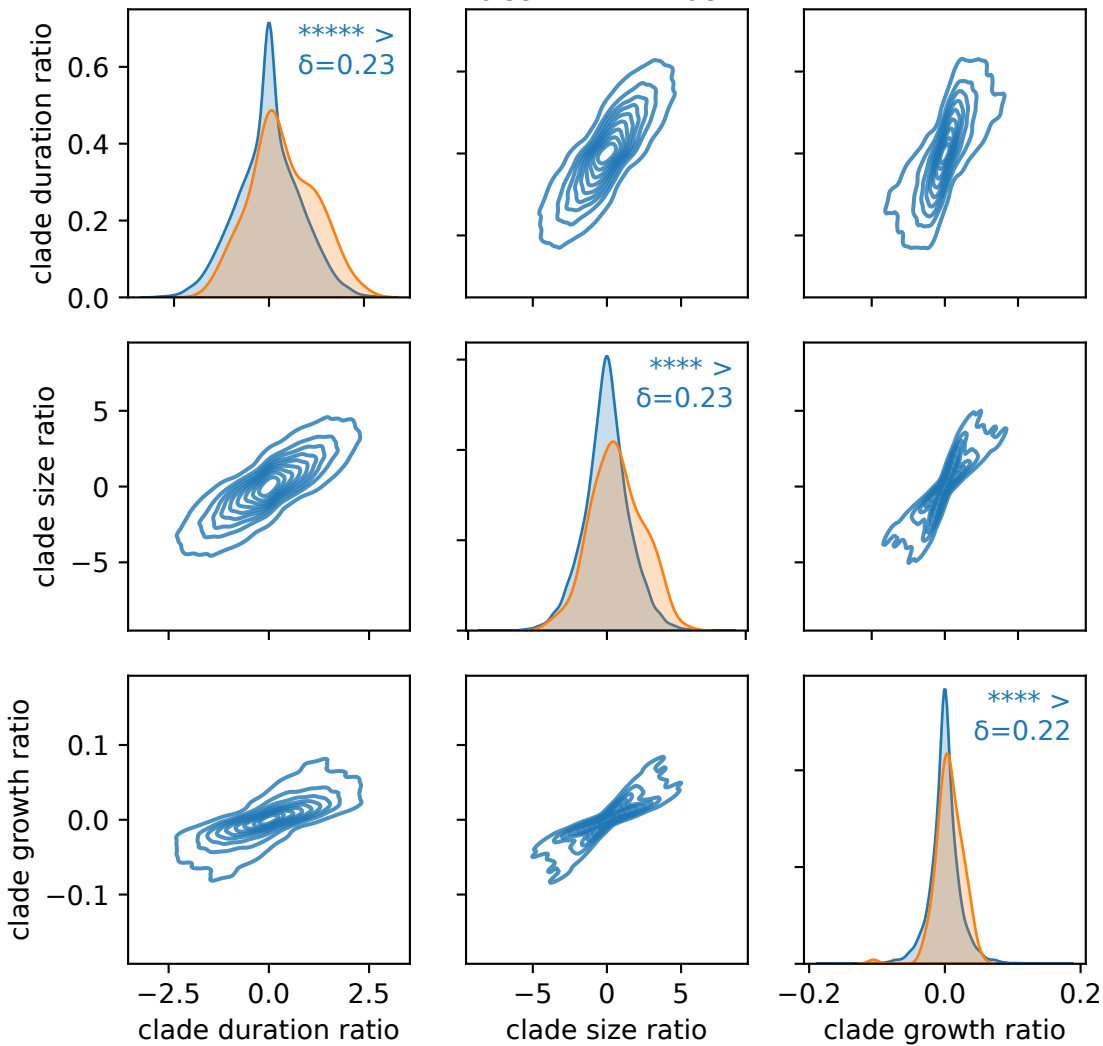 clade duration ratio
0.6
0.4
0.2
0.0
***** >
δ=0.23
clade size ratio
5
0
−5
**** >
δ=0.23
clade growth ratio
0.1
0.0
−0.1
**** >
δ=0.22
−2.5 0.0 2.5
clade duration ratio
−5 0 5
clade size ratio
−0.2 0.0 0.2
clade growth ratio